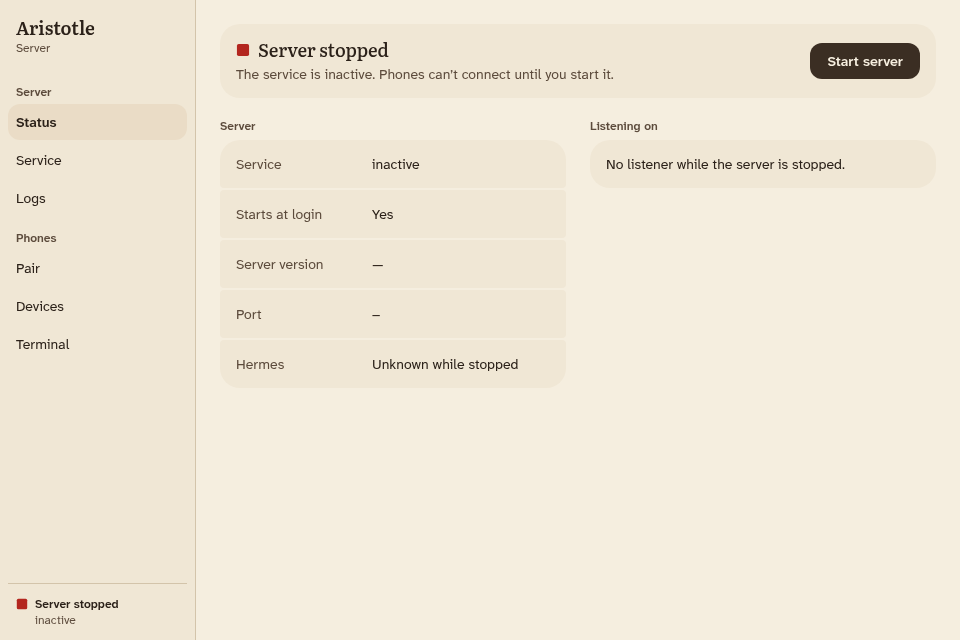 Aristotle
Server
Server
Status
Service
Logs
Phones
Pair
Devices
Terminal
Server stopped
inactive
Server stopped
The service is inactive. Phones can't connect until you start it.
Start server
Server
Service inactive
Starts at login Yes
Server version —
Port –
Hermes Unknown while stopped
Listening on
No listener while the server is stopped.